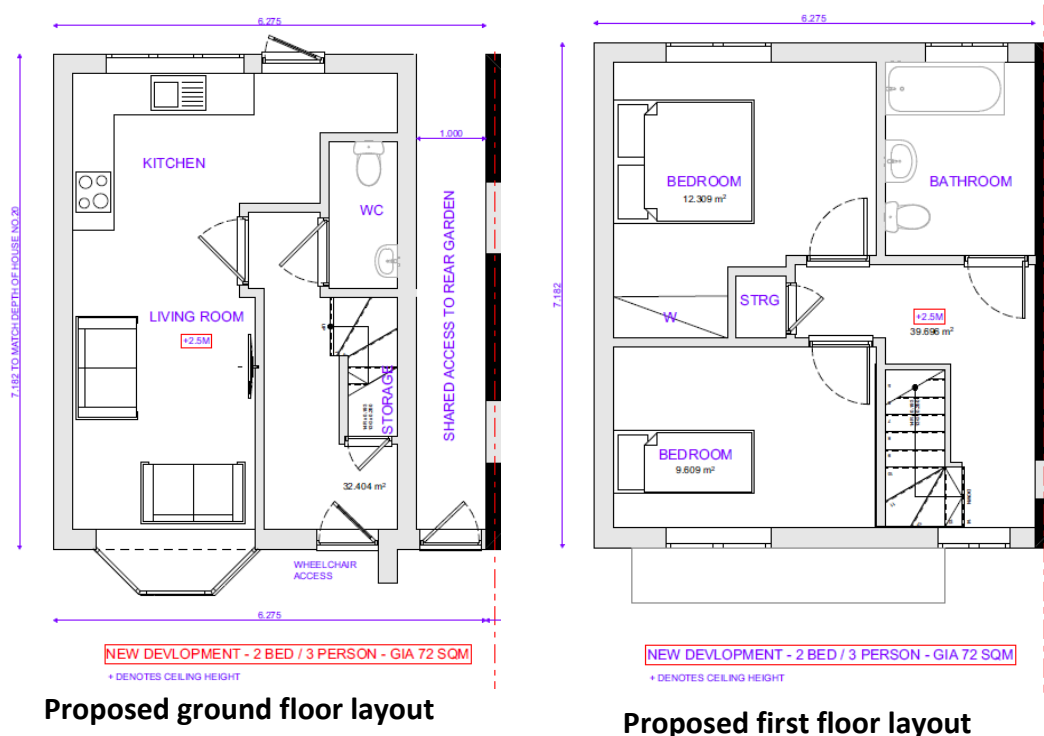 6.275
7.182 TO MATCH DEPTH OF HOUSE NO.20
KITCHEN
WC
1.000
SHARED ACCESS TO REAR GARDEN
LIVING ROOM
+2.5M
UP
STORAGE
32.404 m²
WHEELCHAIR
ACCESS
6.275
NEW DEVLOPMENT - 2 BED / 3 PERSON - GIA 72 SQM
+ DENOTES CEILING HEIGHT
Proposed ground floor layout
6.275
7.182
BEDROOM
12.309 m²
BATHROOM
STRG
W
+2.5M
39.696 m²
BEDROOM
9.609 m²
DOWN
NEW DEVLOPMENT - 2 BED / 3 PERSON - GIA 72 SQM
+ DENOTES CEILING HEIGHT
Proposed first floor layout